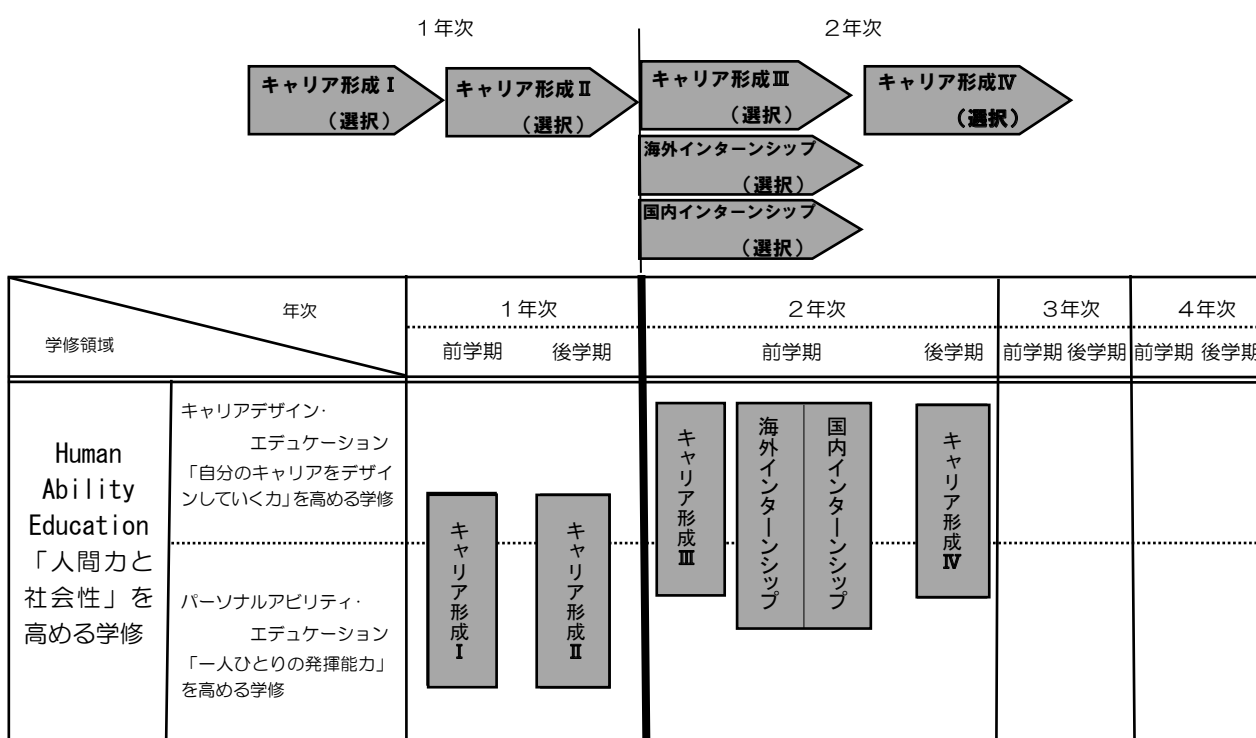 1年次
2年次
キャリア形成Ⅰ
（選択）
キャリア形成Ⅱ
（選択）
キャリア形成Ⅲ
（選択）
キャリア形成Ⅳ
（選択）
海外インターンシップ
（選択）
国内インターンシップ
（選択）
年次
学修領域
1年次
2年次
3年次
4年次
前学期
後学期
前学期
後学期
前学期
後学期
前学期
後学期
Human
Ability
Education
「人間力と
社会性」を
高める学修
キャリアデザイン・
エデュケーション
「自分のキャリアをデザイ
ンしていく力」を高める学修
パーソナルアビリティ・
エデュケーション
「一人ひとりの発揮能力」
を高める学修
キャリア形成Ⅰ
キャリア形成Ⅱ
キャリア形成Ⅲ
海外インターンシップ
国内インターンシップ
キャリア形成Ⅳ